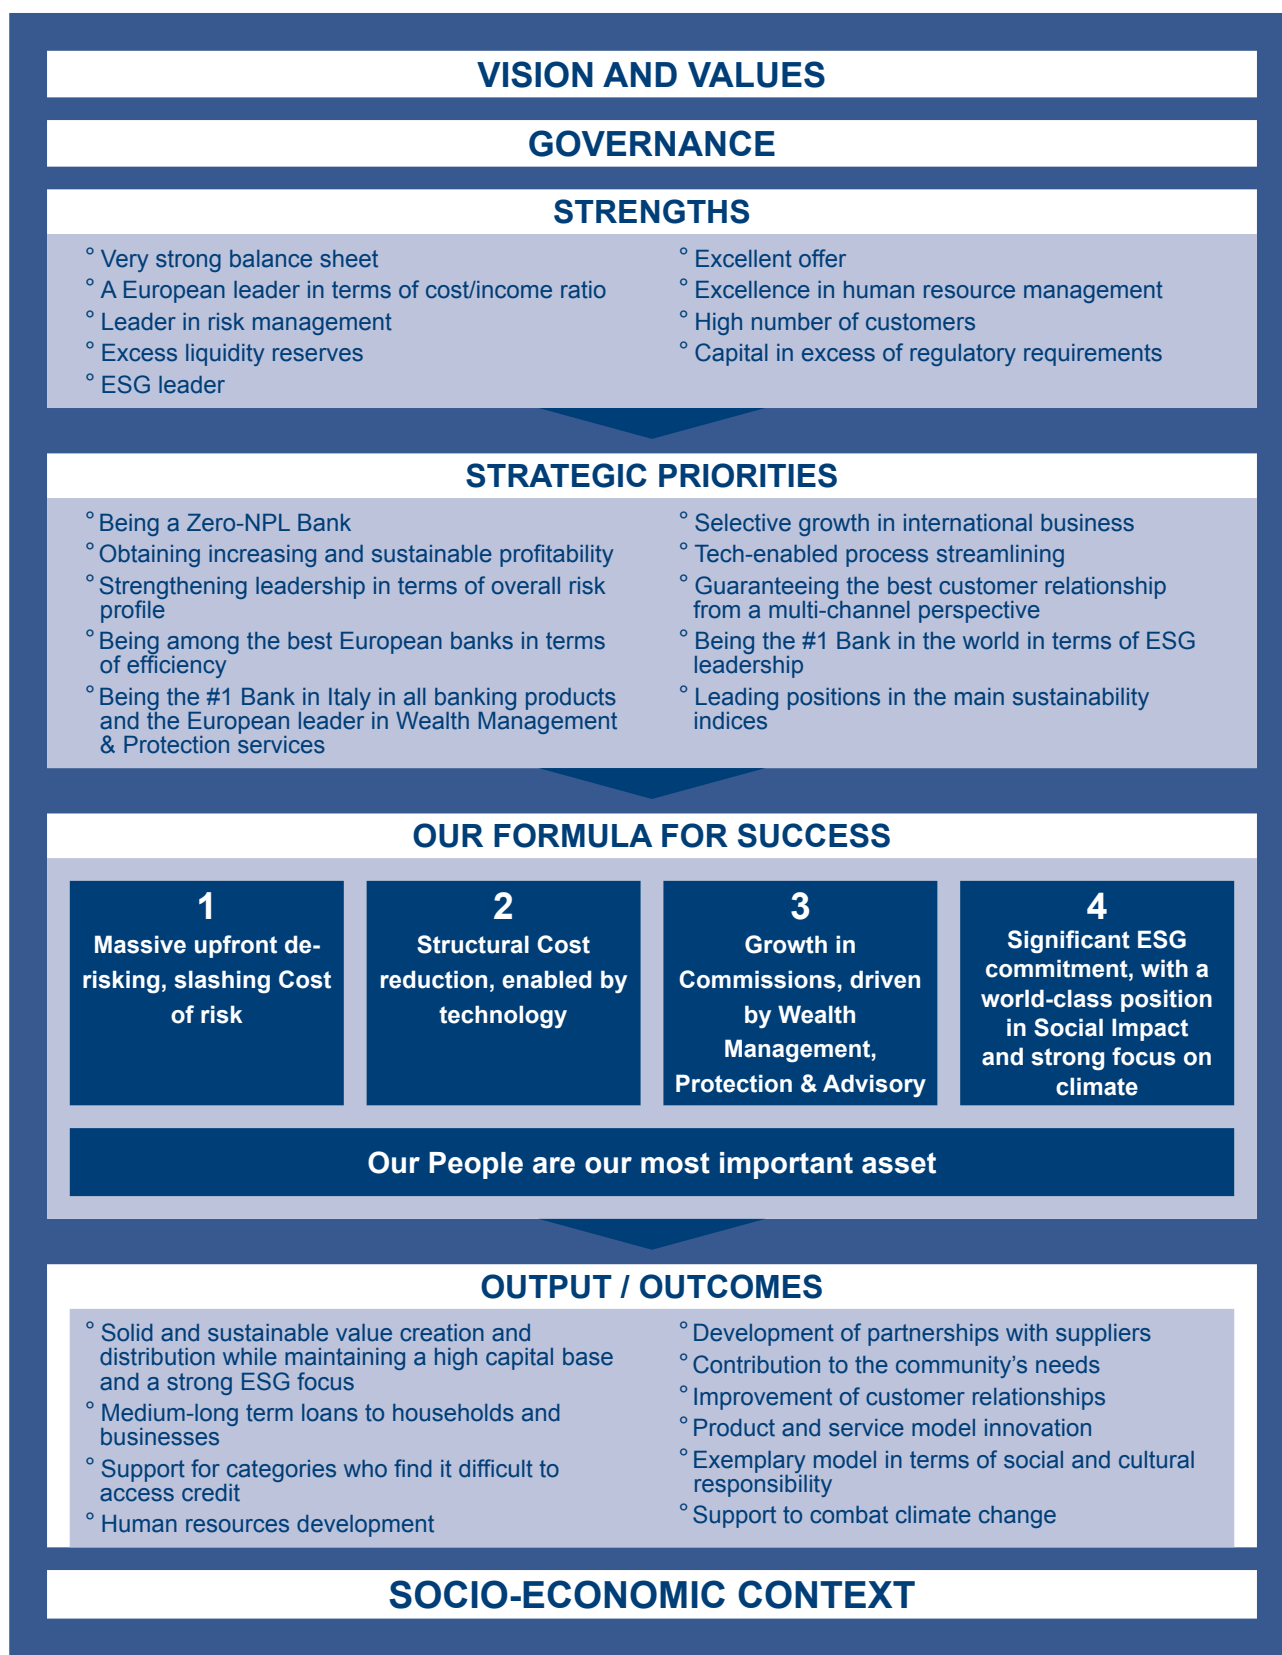 VISION AND VALUES
GOVERNANCE
STRENGTHS
° Very strong balance sheet
° A European leader in terms of cost/income ratio
° Leader in risk management
° Excess liquidity reserves
° ESG leader
° Excellent offer
° Excellence in human resource management
° High number of customers
° Capital in excess of regulatory requirements
STRATEGIC PRIORITIES
° Being a Zero-NPL Bank
° Obtaining increasing and sustainable profitability
° Strengthening leadership in terms of overall risk
profile
° Being among the best European banks in terms
of efficiency
° Being the #1 Bank in Italy in all banking products
and the European leader in Wealth Management
& Protection services
° Selective growth in international business
° Tech-enabled process streamlining
° Guaranteeing the best customer relationship
from a multi-channel perspective
° Being the #1 Bank in the world in terms of ESG
leadership
° Leading positions in the main sustainability
indices
OUR FORMULA FOR SUCCESS
1
Massive upfront de-
risking, slashing Cost
of risk
2
Structural Cost
reduction, enabled by
technology
3
Growth in
Commissions, driven
by Wealth
Management,
Protection & Advisory
4
Significant ESG
commitment, with a
world-class position
in Social Impact
and strong focus on
climate
Our People are our most important asset
OUTPUT / OUTCOMES
° Solid and sustainable value creation and
distribution while maintaining a high capital base
and a strong ESG focus
° Medium-long term loans to households and
businesses
° Support for categories who find it difficult to
access credit
° Human resources development
° Development of partnerships with suppliers
° Contribution to the community’s needs
° Improvement of customer relationships
° Product and service model innovation
° Exemplary model in terms of social and cultural
responsibility
° Support to combat climate change
SOCIO-ECONOMIC CONTEXT